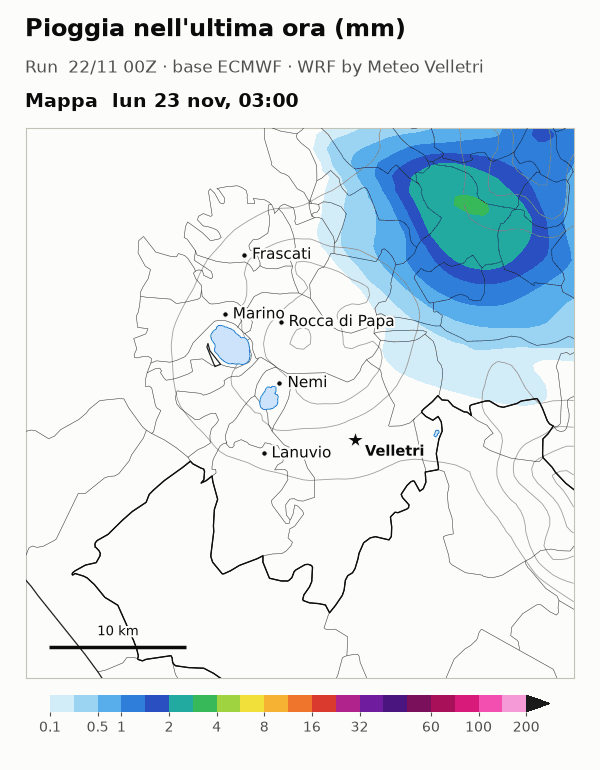 Pioggia nell'ultima ora (mm)
Run  22/11 00Z · base ECMWF · WRF by Meteo Velletri
Mappa  lun 23 nov, 03:00
Frascati
Marino
Rocca di Papa
Nemi
Velletri
Lanuvio
10 km
0.1 0.5 1 2 4 8 16 32 60 100 200